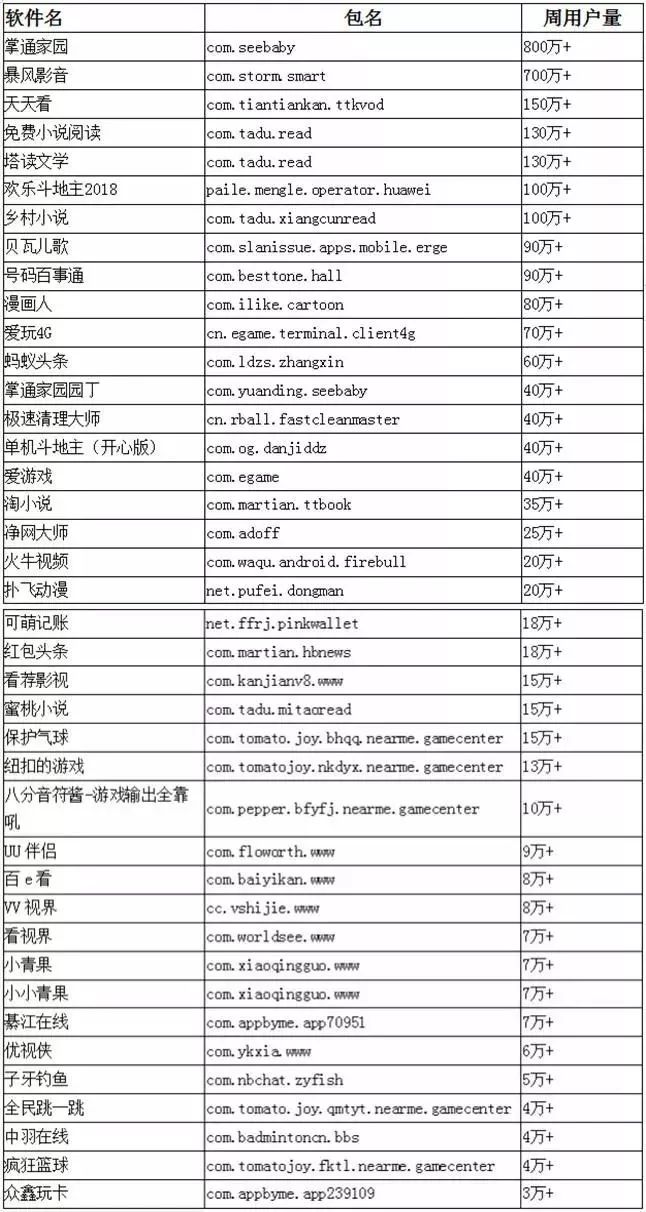 软件名 包名 周用户量
掌通家园 com.seebaby 800万+
暴风影音 com.storm.smart 700万+
天天看 com.tiantiankan.ttkvod 150万+
免费小说阅读 com.tadu.read 130万+
塔读文学 com.tadu.read 130万+
欢乐斗地主2018 paile.mengle.operator.huawei 100万+
乡村小说 com.tadu.xiangcunread 100万+
贝瓦儿歌 com.slanissue.apps.mobile.erge 90万+
号码百事通 com.besttone.hall 90万+
漫画人 com.ilike.cartoon 80万+
爱玩4G cn.egame.terminal.client4g 70万+
蚂蚁头条 com.ldzs.zhangxin 60万+
掌通家园园丁 com.yuanding.seebaby 40万+
极速清理大师 cn.rball.fastcleanmaster 40万+
单机斗地主（开心版） com.og.danjiddz 40万+
爱游戏 com.egame 40万+
淘小说 com.martian.ttbook 35万+
净网大师 com.adoff 25万+
火牛视频 com.waqu.android.firebull 20万+
扑飞动漫 net.pufei.dongman 20万+
可萌记账 net.ffrj.pinkwallet 18万+
红包头条 com.martian.hbnews 18万+
看荐影视 com.kanjianv8.www 15万+
蜜桃小说 com.tadu.mitaoread 15万+
保护气球 com.tomato.joy.bhqq.nearme.gamecenter 15万+
纽扣的游戏 com.tomatojoy.nkdyx.nearme.gamecenter 13万+
八分音符酱-游戏输出全靠
吼 com.pepper.bfyfj.nearme.gamecenter 10万+
UU伴侣 com.floworth.www 9万+
百e看 com.baiyikan.www 8万+
VV视界 cc.vshijie.www 8万+
看视界 com.worldsee.www 7万+
小青果 com.xiaoqingguo.www 7万+
小小青果 com.xiaoqingguo.www 7万+
綦江在线 com.appbyme.app70951 7万+
优视侠 com.ykxia.www 6万+
子牙钓鱼 com.nbchat.zyfish 5万+
全民跳一跳 com.tomato.joy.qmtyt.nearme.gamecenter 4万+
中羽在线 com.badmintoncn.bbs 4万+
疯狂篮球 com.tomatojoy.fktl.nearme.gamecenter 4万+
众鑫玩卡 com.appbyme.app239109 3万+